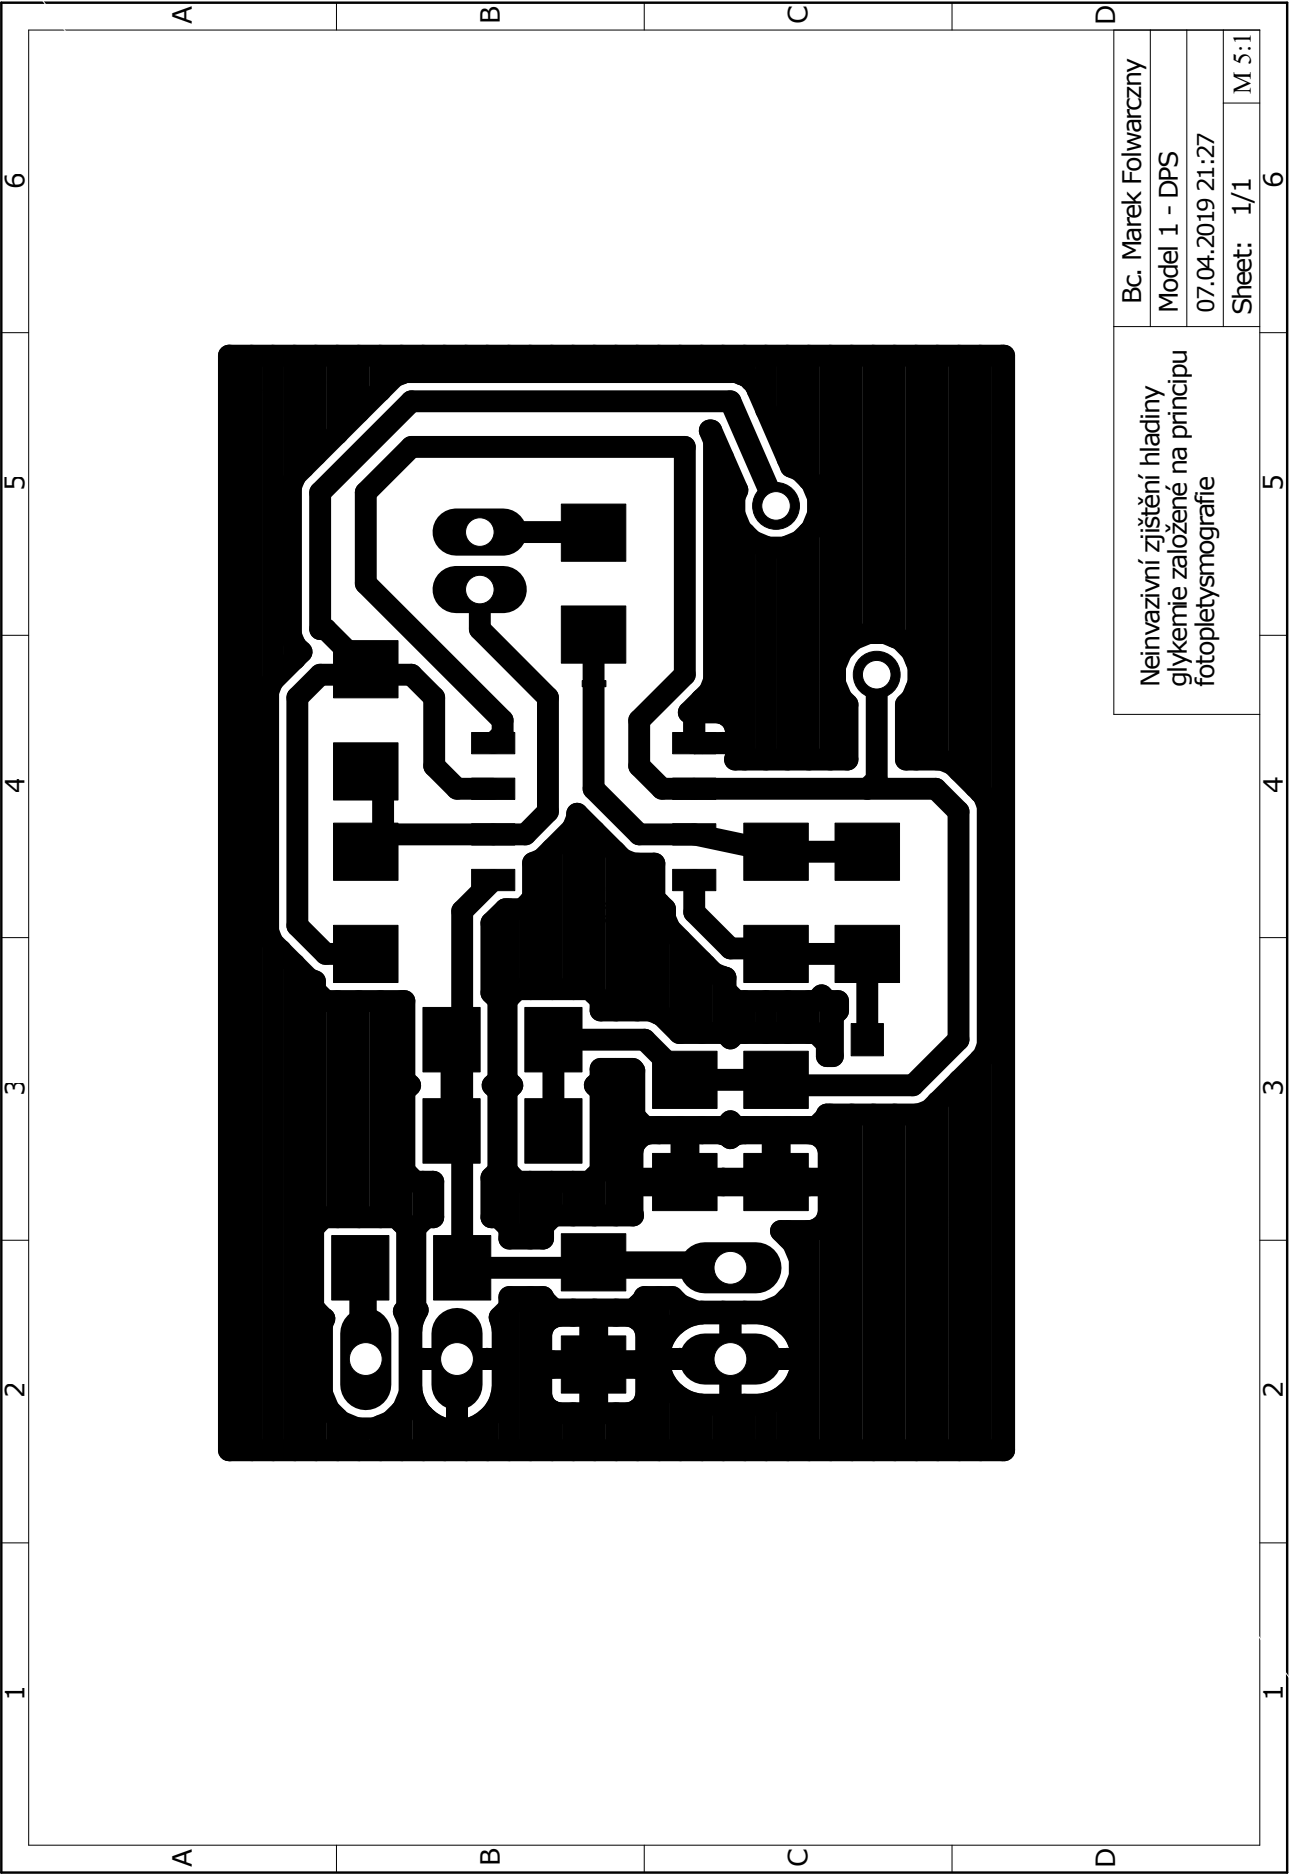 A
B
C
D
6
5
4
3
2
1
Neinvazivní zjištění hladiny
glykemie založené na principu
fotopletysmografie
Bc. Marek Folwarczny
Model 1 - DPS
07.04.2019 21:27
Sheet: 1/1
M 5:1
6
5
4
3
2
1
A
B
C
D